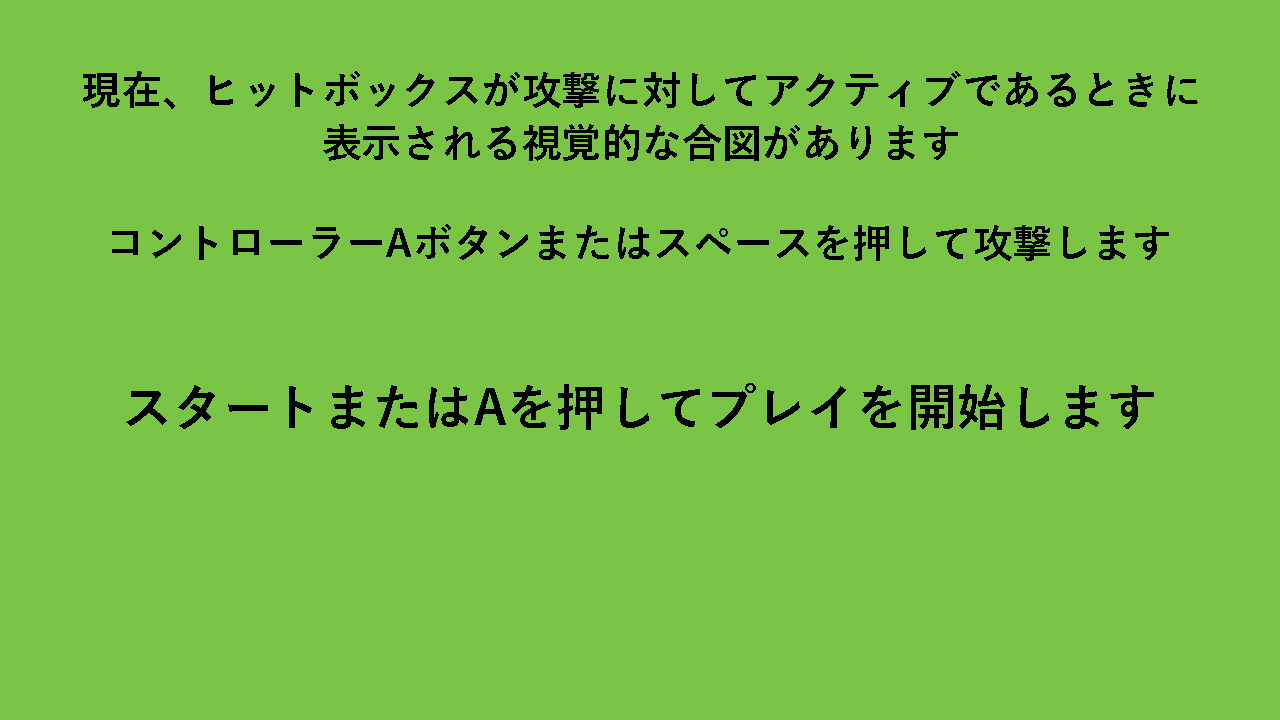 現在、ヒットボックスが攻撃に対してアクティブであるときに
表示される視覚的な合図があります
コントローラーAボタンまたはスペースを押して攻撃します
スタートまたはAを押してプレイを開始します